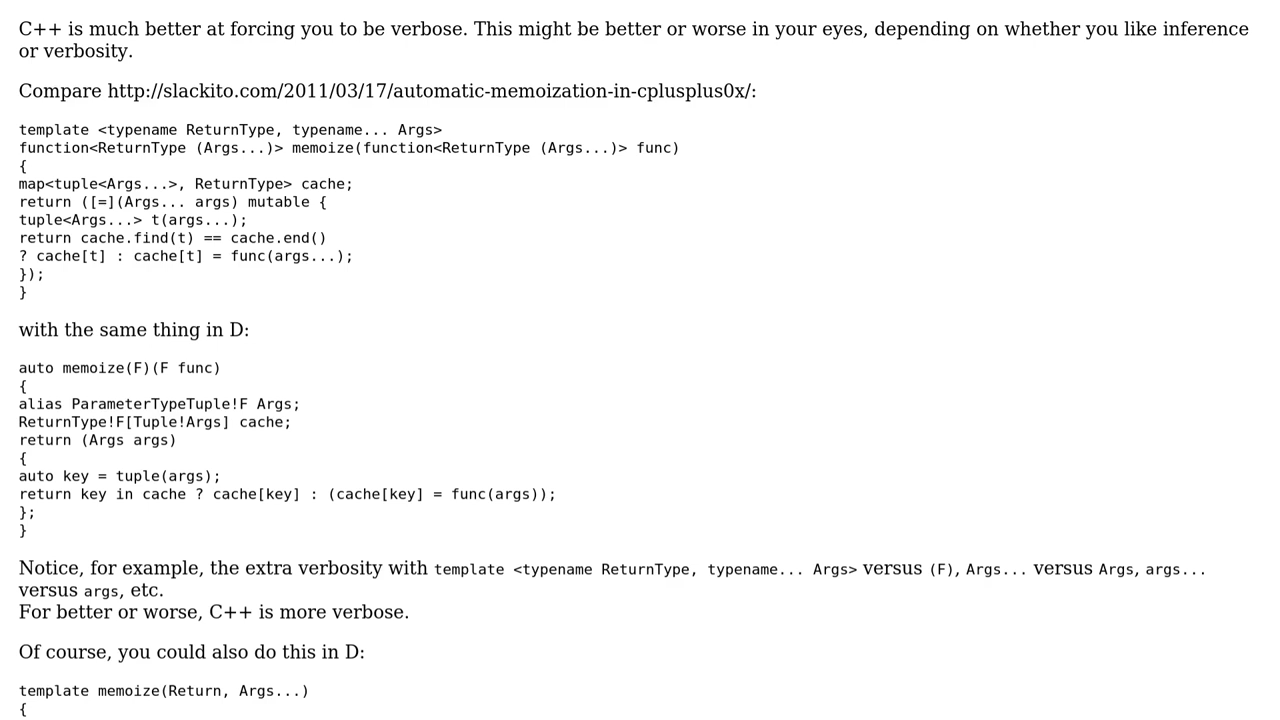 C++ is much better at forcing you to be verbose. This might be better or worse in your eyes, depending on whether you like inference
or verbosity.
Compare http://slackito.com/2011/03/17/automatic-memoization-in-cplusplus0x/:
template <typename ReturnType, typename... Args>
function<ReturnType (Args...)> memoize(function<ReturnType (Args...)> func)
{
map<tuple<Args...>, ReturnType> cache;
return ([=](Args... args) mutable {
tuple<Args...> t(args...);
return cache.find(t) == cache.end()
? cache[t] : cache[t] = func(args...);
});
}
with the same thing in D:
auto memoize(F)(F func)
{
alias ParameterTypeTuple!F Args;
ReturnType!F[Tuple!Args] cache;
return (Args args)
{
auto key = tuple(args);
return key in cache ? cache[key] : (cache[key] = func(args));
};
}
Notice, for example, the extra verbosity with template <typename ReturnType, typename... Args> versus (F), Args... versus Args, args...
versus args, etc.
For better or worse, C++ is more verbose.
Of course, you could also do this in D:
template memoize(Return, Args...)
{